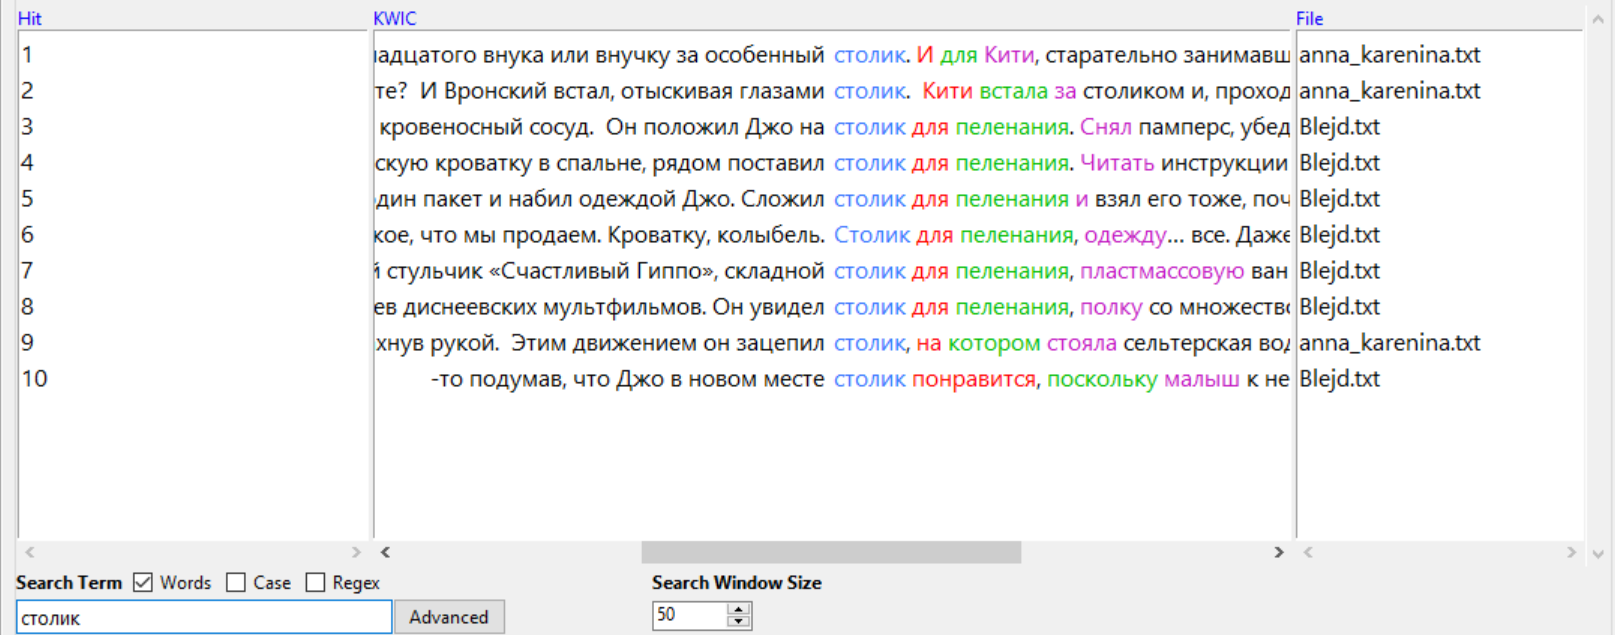 Hit KWIC File
1 адцатого внука или внучку за особенный столик. И для Кити, старательно занимавш anna_karenina.txt
2 те? И Вронский встал, отыскивая глазами столик. Кити встала за столиком и, проход anna_karenina.txt
3 кровеносный сосуд. Он положил Джо на столик для пеленания. Снял памперс, убед Blejd.txt
4 скую кроватку в спальне, рядом поставил столик для пеленания. Читать инструкции Blejd.txt
5 дин пакет и набил одеждой Джо. Сложил столик для пеленания и взял его тоже, поч Blejd.txt
6 кое, что мы продаем. Кроватку, колыбель. Столик для пеленания, одежду... все. Даже Blejd.txt
7 й стульчик «Счастливый Гиппо», складной столик для пеленания, пластмассовую ван Blejd.txt
8 ев диснеевских мультфильмов. Он увидел столик для пеленания, полку со множество Blejd.txt
9 хнув рукой. Этим движением он зацепил столик, на котором стояла сельтерская вод anna_karenina.txt
10 -то подумав, что Джо в новом месте столик понравится, поскольку малыш к не Blejd.txt
Search Term Words Case Regex Search Window Size
столик Advanced 50